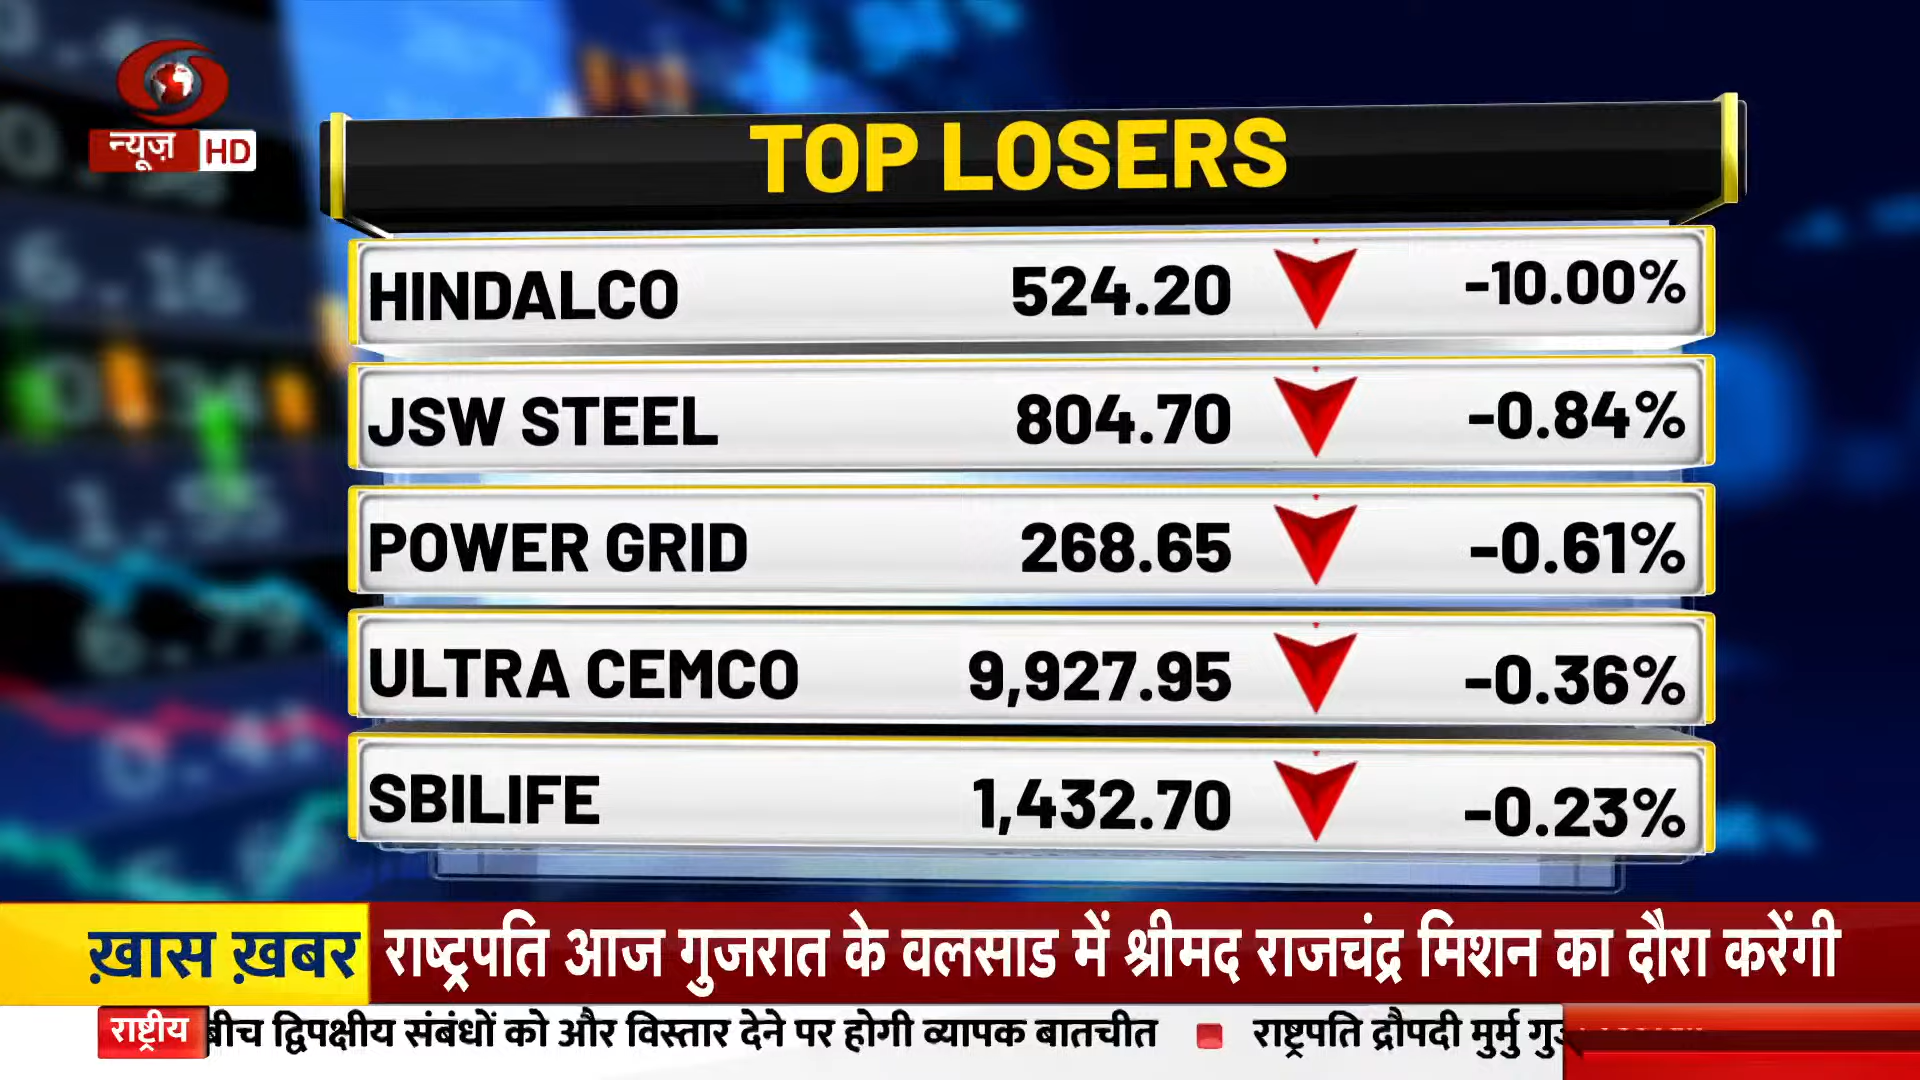 न्यूज़ HD
TOP LOSERS
HINDALCO 524.20 -10.00%
JSW STEEL 804.70 -0.84%
POWER GRID 268.65 -0.61%
ULTRA CEMCO 9,927.95 -0.36%
SBILIFE 1,432.70 -0.23%
ख़ास ख़बर राष्ट्रपति आज गुजरात के वलसाड में श्रीमद राजचंद्र मिशन का दौरा करेंगी
राष्ट्रीय बीच द्विपक्षीय संबंधों को और विस्तार देने पर होगी व्यापक बातचीत राष्ट्रपति द्रौपदी मुर्मु